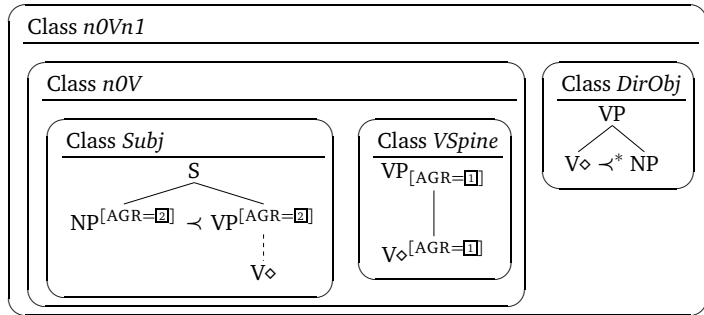 Class n0Vn1
Class n0V
Class DirObj
Class Subj
Class VSpine
VP
V⋄ ≺* NP
S
VP[AGR=1]
NP[AGR=2] ≺ VP[AGR=2]
V⋄[AGR=1]
V⋄